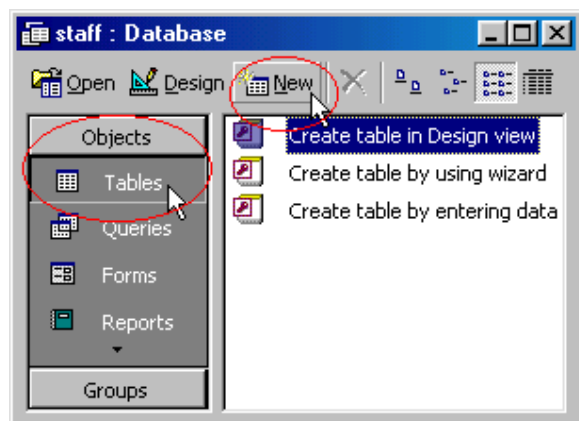 staff : Database
Open Design New
Objects
Tables
Queries
Forms
Reports
Groups
Create table in Design view
Create table by using wizard
Create table by entering data